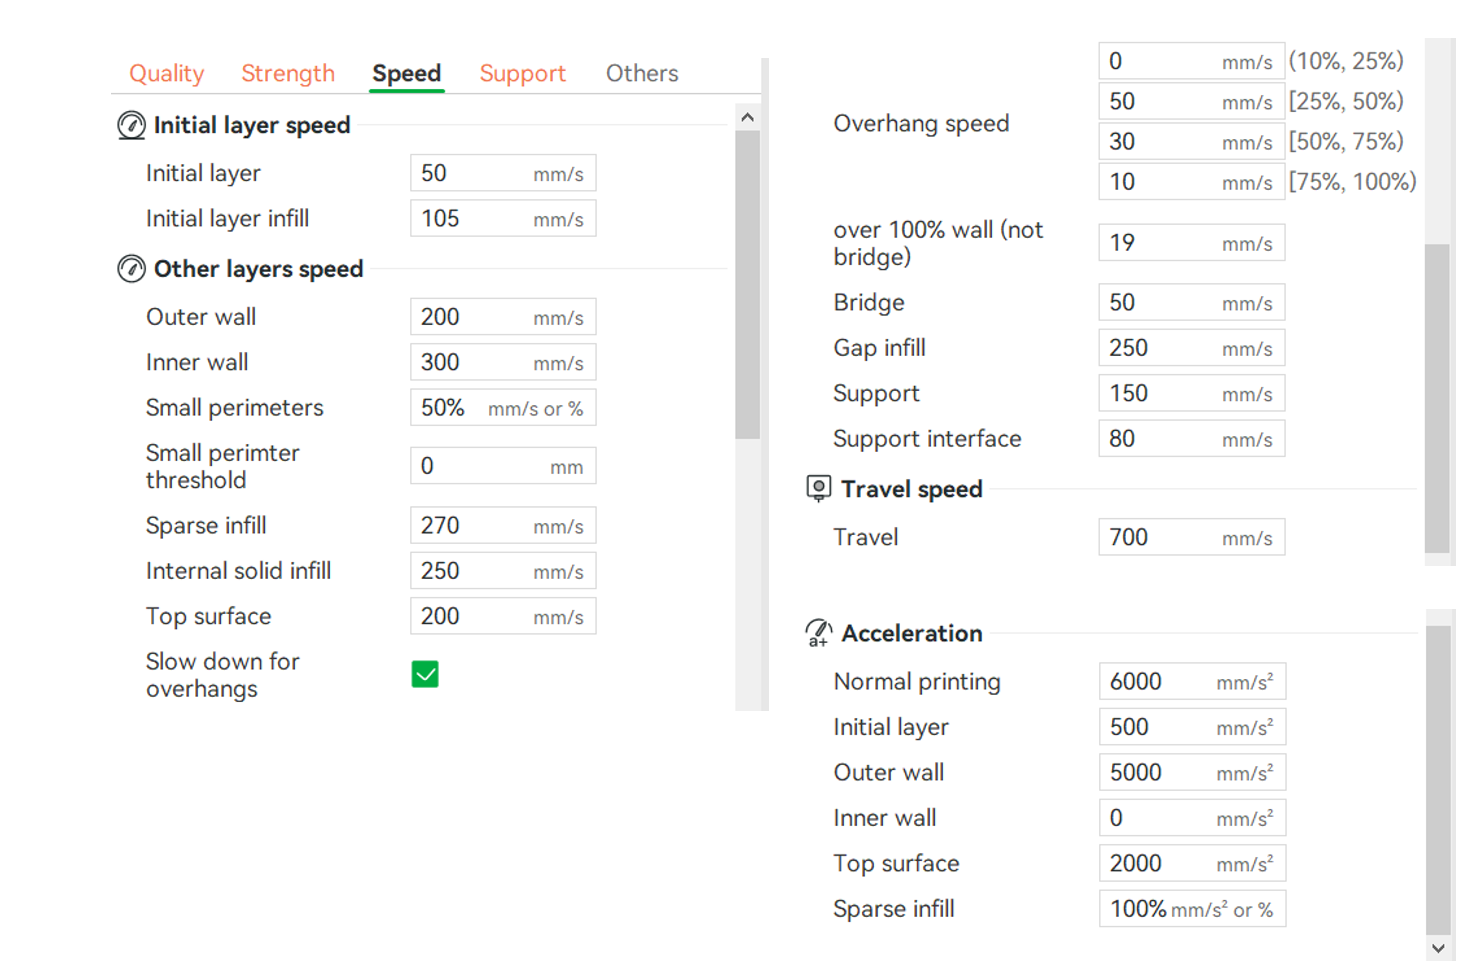 Quality Strength Speed Support Others
Initial layer speed
Initial layer 50 mm/s
Initial layer infill 105 mm/s
Other layers speed
Outer wall 200 mm/s
Inner wall 300 mm/s
Small perimeters 50% mm/s or %
Small perimter
threshold 0 mm
Sparse infill 270 mm/s
Internal solid infill 250 mm/s
Top surface 200 mm/s
Slow down for
overhangs
Overhang speed
0 mm/s (10%, 25%)
50 mm/s [25%, 50%)
30 mm/s [50%, 75%)
10 mm/s [75%, 100%)
over 100% wall (not
bridge) 19 mm/s
Bridge 50 mm/s
Gap infill 250 mm/s
Support 150 mm/s
Support interface 80 mm/s
Travel speed
Travel 700 mm/s
a+ Acceleration
Normal printing 6000 mm/s²
Initial layer 500 mm/s²
Outer wall 5000 mm/s²
Inner wall 0 mm/s²
Top surface 2000 mm/s²
Sparse infill 100% mm/s² or %